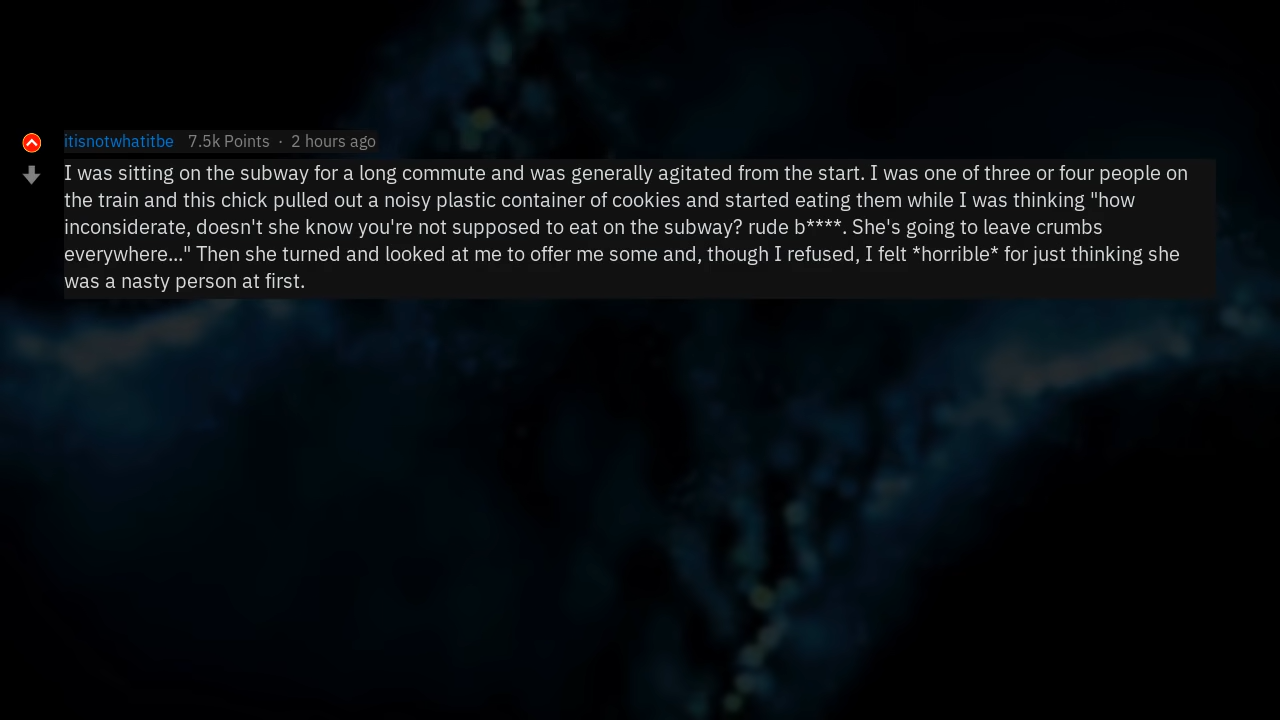 itisnotwhatitbe 7.5k Points · 2 hours ago
I was sitting on the subway for a long commute and was generally agitated from the start. I was one of three or four people on
the train and this chick pulled out a noisy plastic container of cookies and started eating them while I was thinking "how
inconsiderate, doesn't she know you're not supposed to eat on the subway? rude b****. She's going to leave crumbs
everywhere..." Then she turned and looked at me to offer me some and, though I refused, I felt *horrible* for just thinking she
was a nasty person at first.